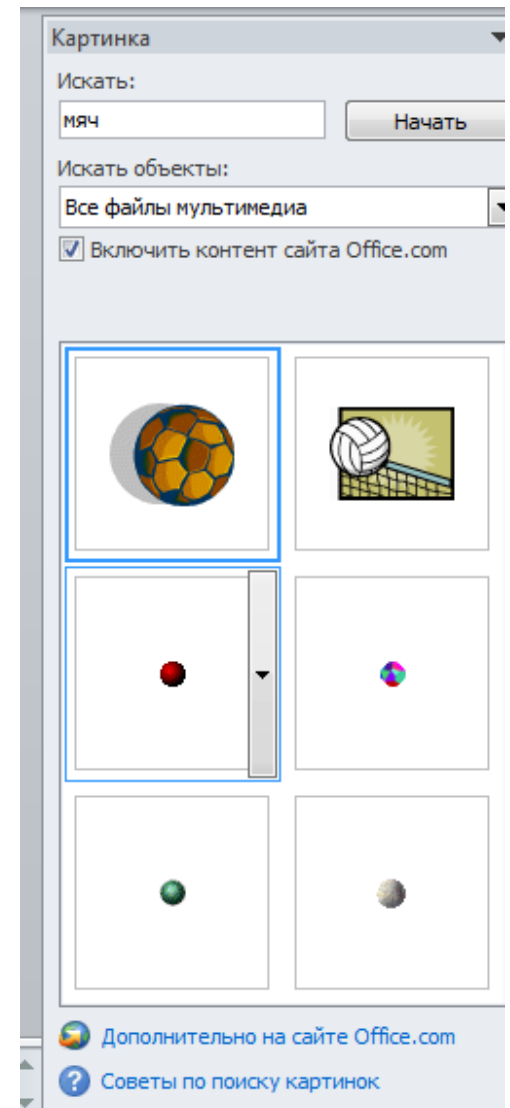 Картинка
Искать:
мяч
Начать
Искать объекты:
Все файлы мультимедиа
Включить контент сайта Office.com
Дополнительно на сайте Office.com
Советы по поиску картинок